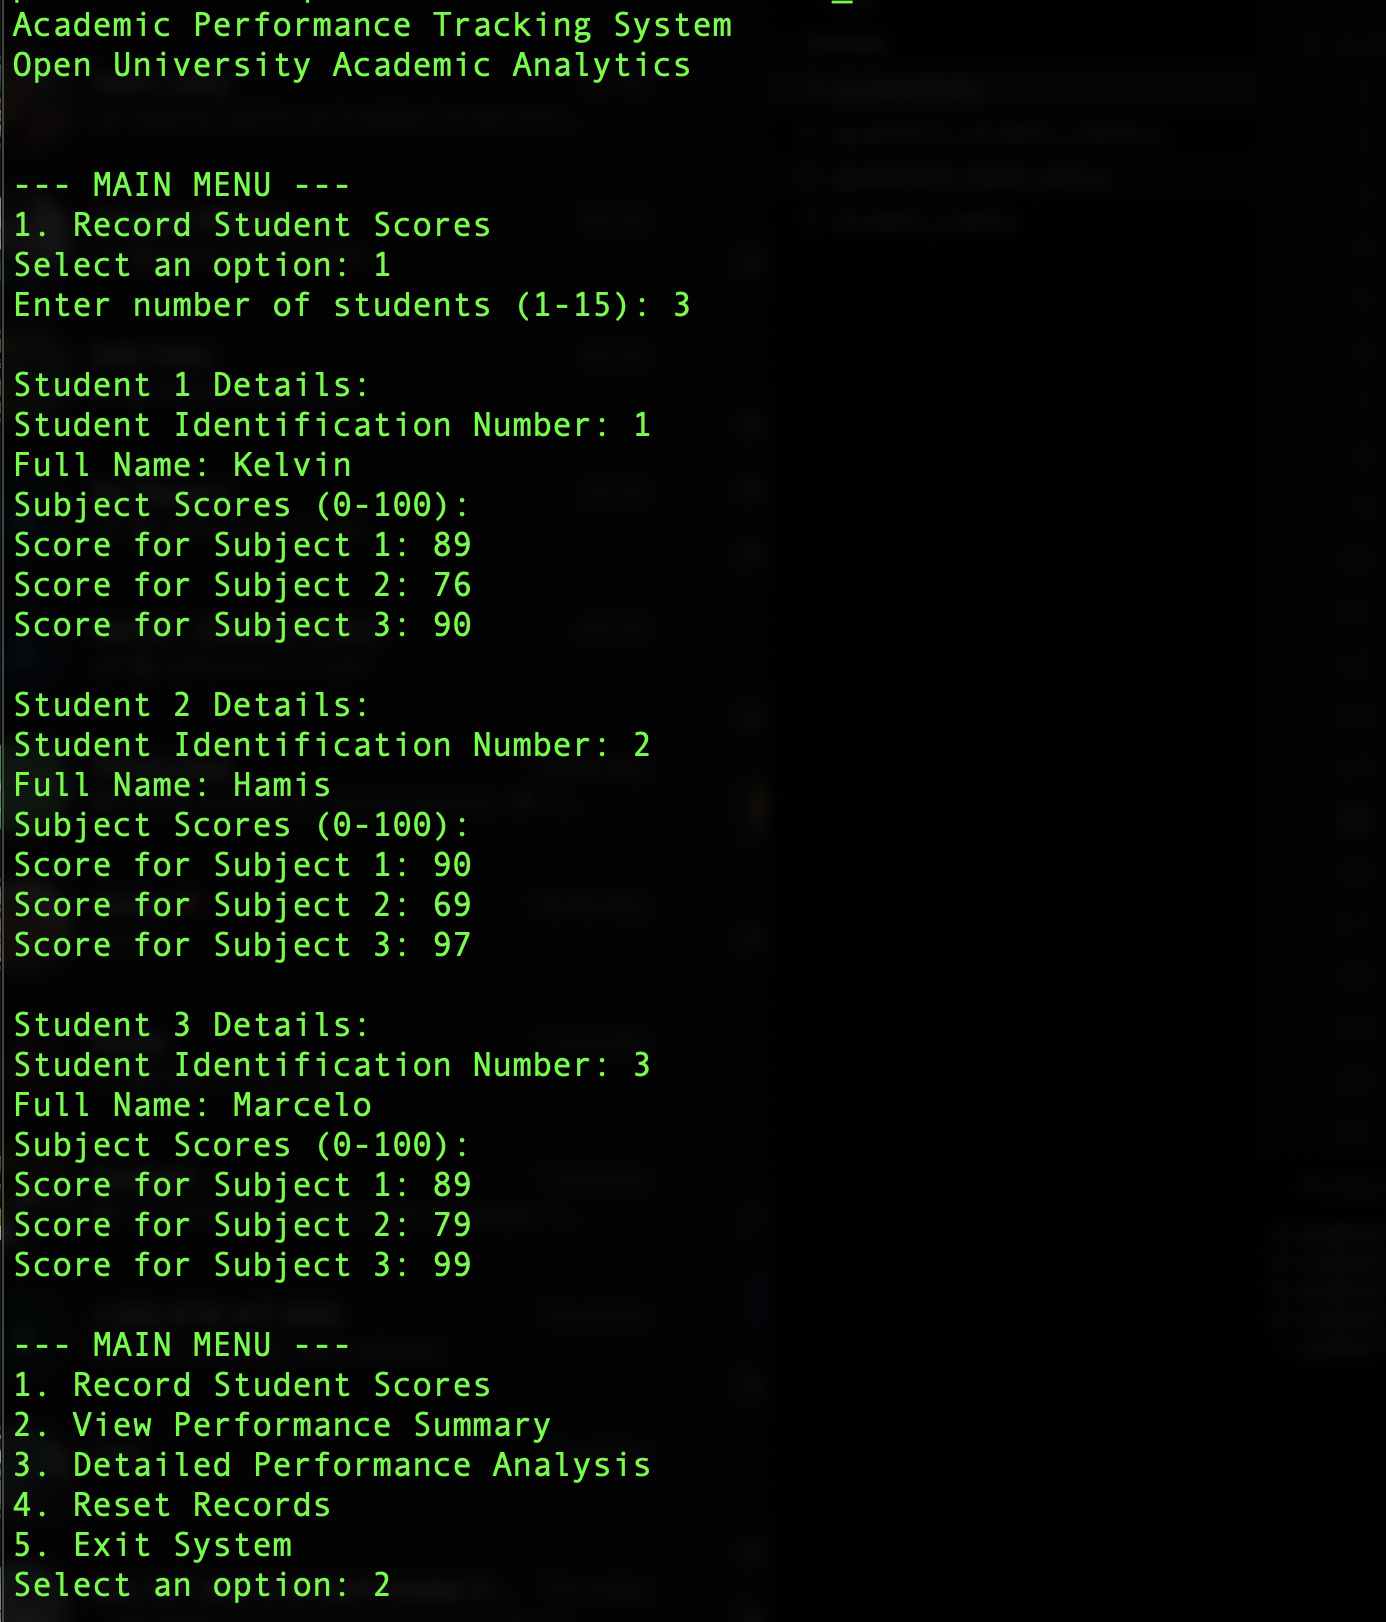 Academic Performance Tracking System
Open University Academic Analytics
--- MAIN MENU ---
1. Record Student Scores
Select an option: 1
Enter number of students (1-15): 3
Student 1 Details:
Student Identification Number: 1
Full Name: Kelvin
Subject Scores (0-100):
Score for Subject 1: 89
Score for Subject 2: 76
Score for Subject 3: 90
Student 2 Details:
Student Identification Number: 2
Full Name: Hamis
Subject Scores (0-100):
Score for Subject 1: 90
Score for Subject 2: 69
Score for Subject 3: 97
Student 3 Details:
Student Identification Number: 3
Full Name: Marcelo
Subject Scores (0-100):
Score for Subject 1: 89
Score for Subject 2: 79
Score for Subject 3: 99
--- MAIN MENU ---
1. Record Student Scores
2. View Performance Summary
3. Detailed Performance Analysis
4. Reset Records
5. Exit System
Select an option: 2